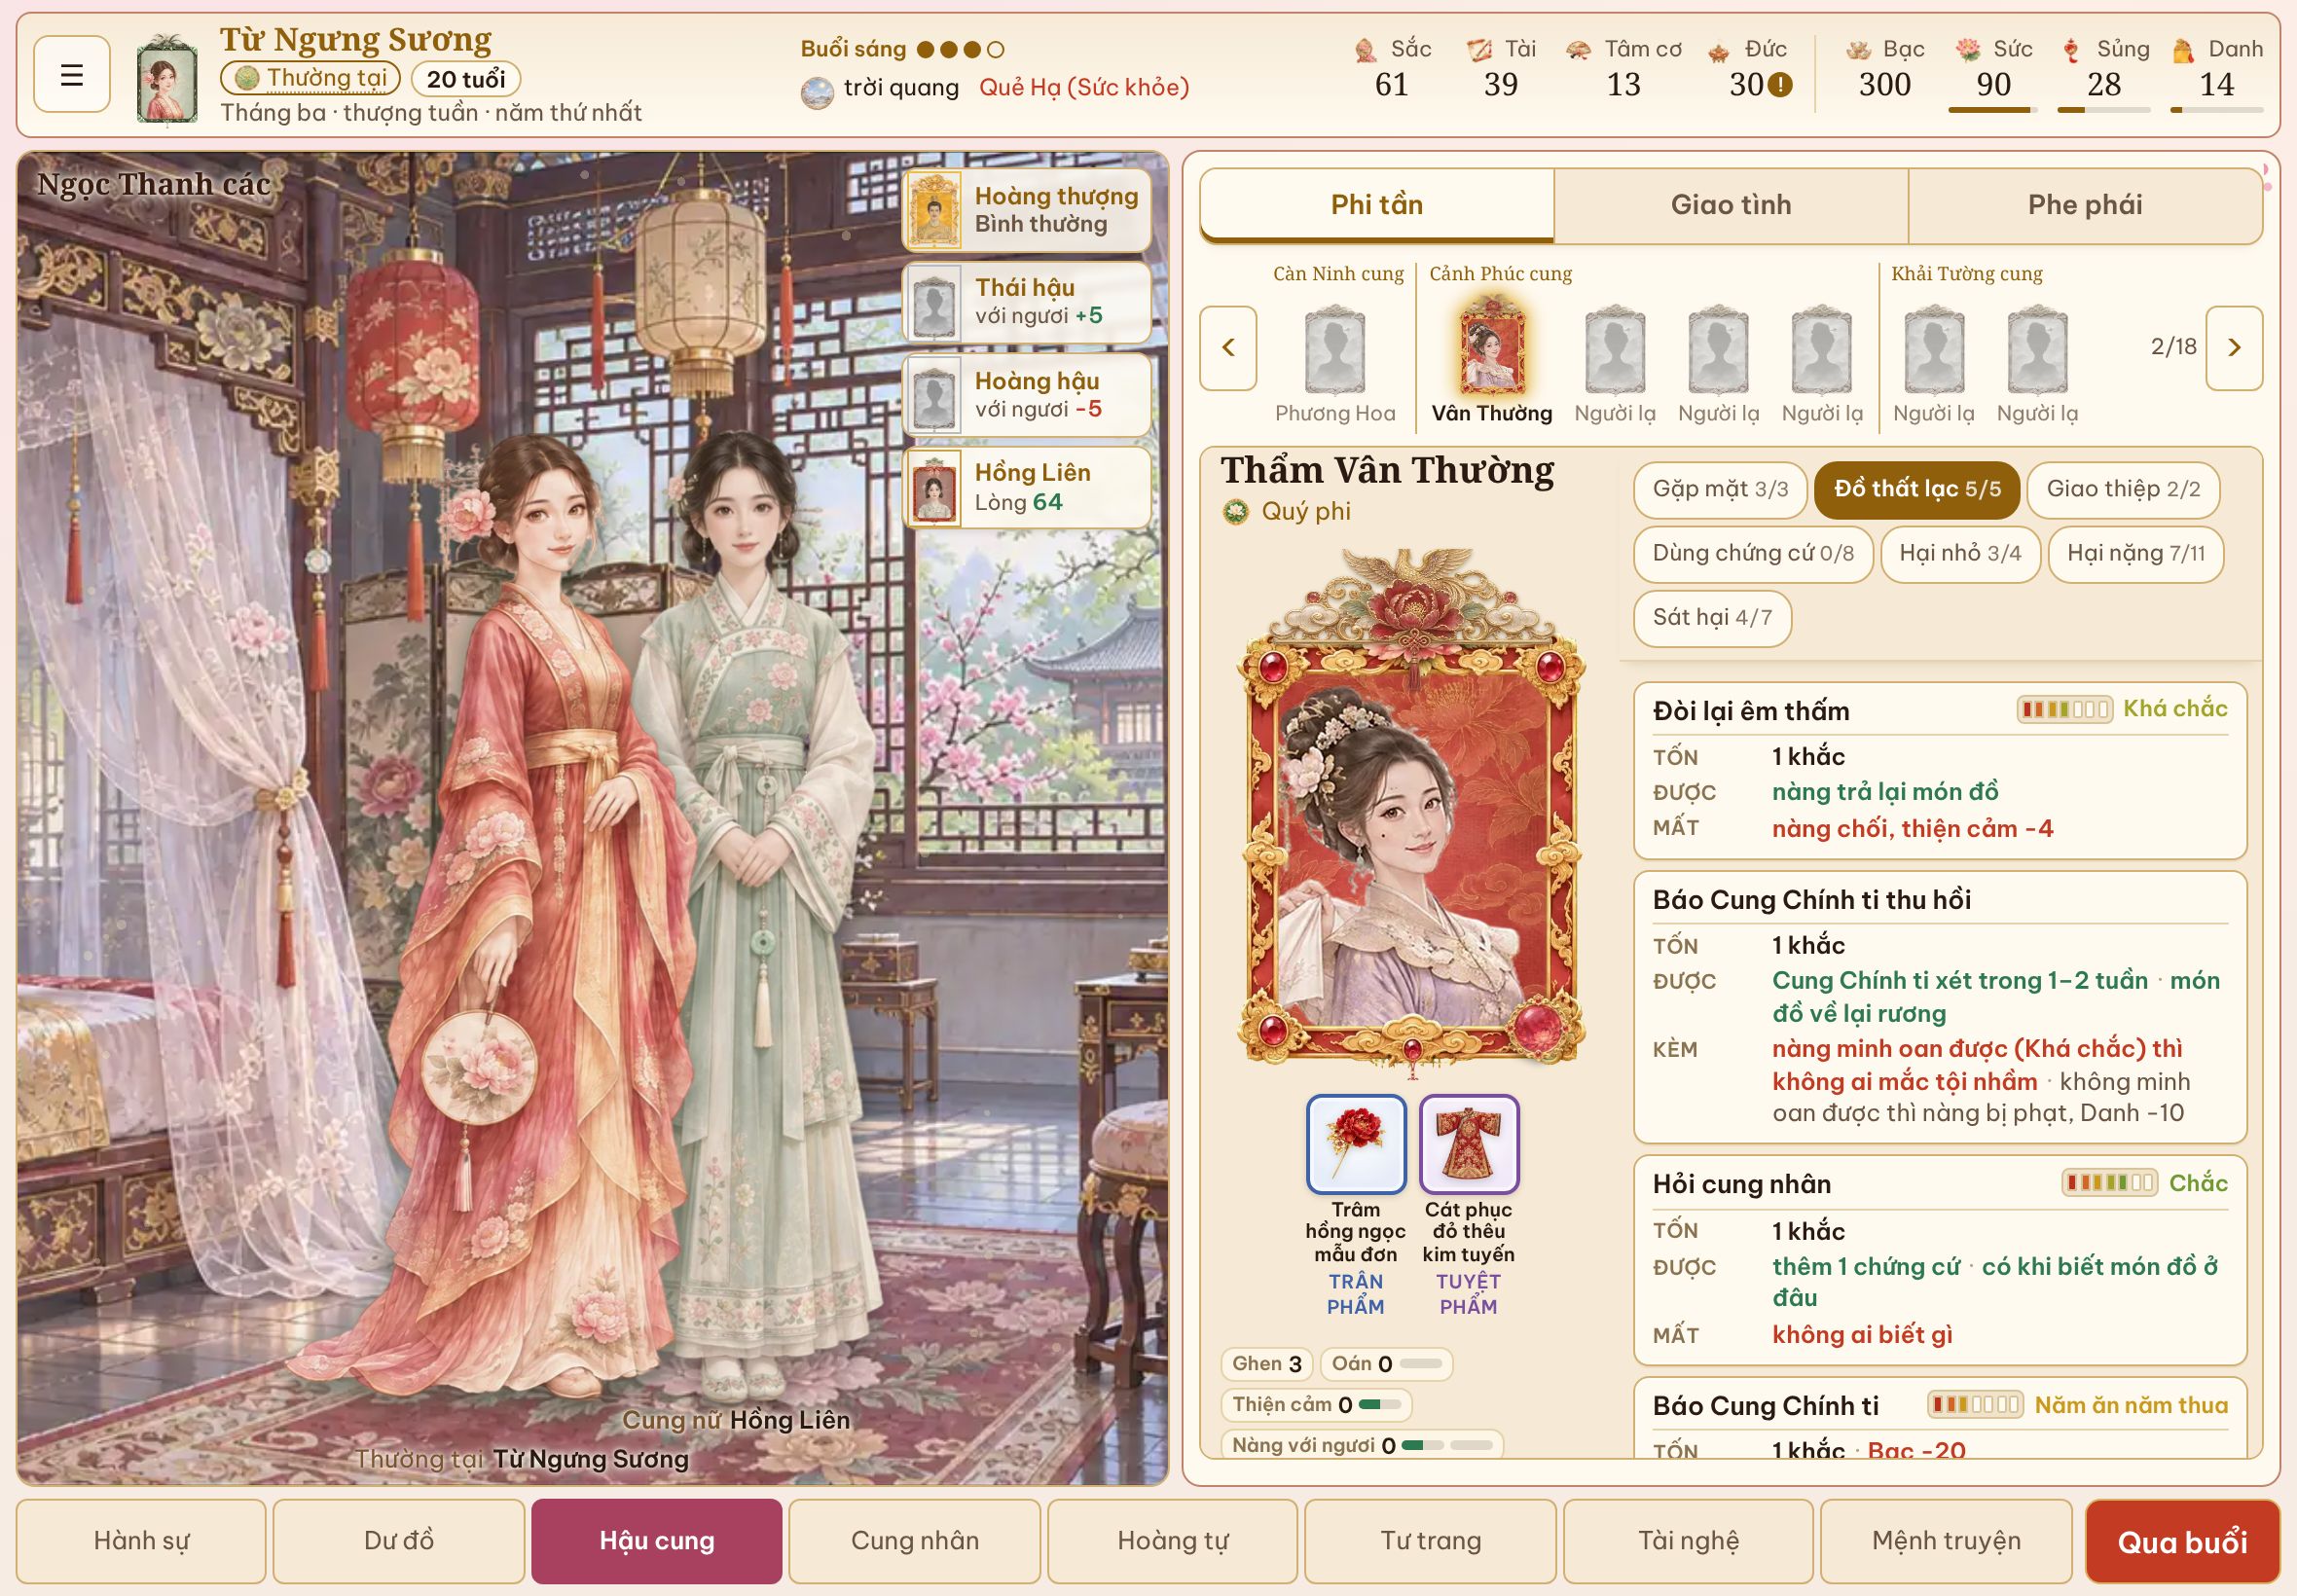 ☰
Từ Ngưng Sương
Thường tại 20 tuổi
Tháng ba · thượng tuần · năm thứ nhất
Buổi sáng
trời quang Quẻ Hạ (Sức khỏe)
Sắc Tài Tâm cơ Đức Bạc Sức Sủng Danh
61 39 13 30 ! 300 90 28 14
Ngọc Thanh các
Hoàng thượng
Bình thường
Thái hậu
với ngươi +5
Hoàng hậu
với ngươi -5
Hồng Liên
Lòng 64
Cung nữ Hồng Liên
Thường tại Từ Ngưng Sương
Phi tần Giao tình Phe phái
Càn Ninh cung Cảnh Phúc cung Khải Tường cung
‹ 2/18 ›
Phương Hoa Vân Thường Người lạ Người lạ Người lạ Người lạ Người lạ
Thẩm Vân Thường
Quý phi
Trâm
hồng ngọc
mẫu đơn
TRÂN
PHẨM
Cát phục
đỏ thêu
kim tuyến
TUYỆT
PHẨM
Ghen 3 Oán 0
Thiện cảm 0
Nàng với ngươi 0
Gặp mặt 3/3 Đồ thất lạc 5/5 Giao thiệp 2/2
Dùng chứng cứ 0/8 Hại nhỏ 3/4 Hại nặng 7/11
Sát hại 4/7
Đòi lại êm thấm Khá chắc
TỐN 1 khắc
ĐƯỢC nàng trả lại món đồ
MẤT nàng chối, thiện cảm -4
Báo Cung Chính ti thu hồi
TỐN 1 khắc
ĐƯỢC Cung Chính ti xét trong 1–2 tuần · món
đồ về lại rương
KÈM nàng minh oan được (Khá chắc) thì
không ai mắc tội nhầm · không minh
oan được thì nàng bị phạt, Danh -10
Hỏi cung nhân Chắc
TỐN 1 khắc
ĐƯỢC thêm 1 chứng cứ · có khi biết món đồ ở
đâu
MẤT không ai biết gì
Báo Cung Chính ti Năm ăn năm thua
TỐN 1 khắc · Bạc -20
Hành sự Dư đồ Hậu cung Cung nhân Hoàng tự Tư trang Tài nghệ Mệnh truyện Qua buổi